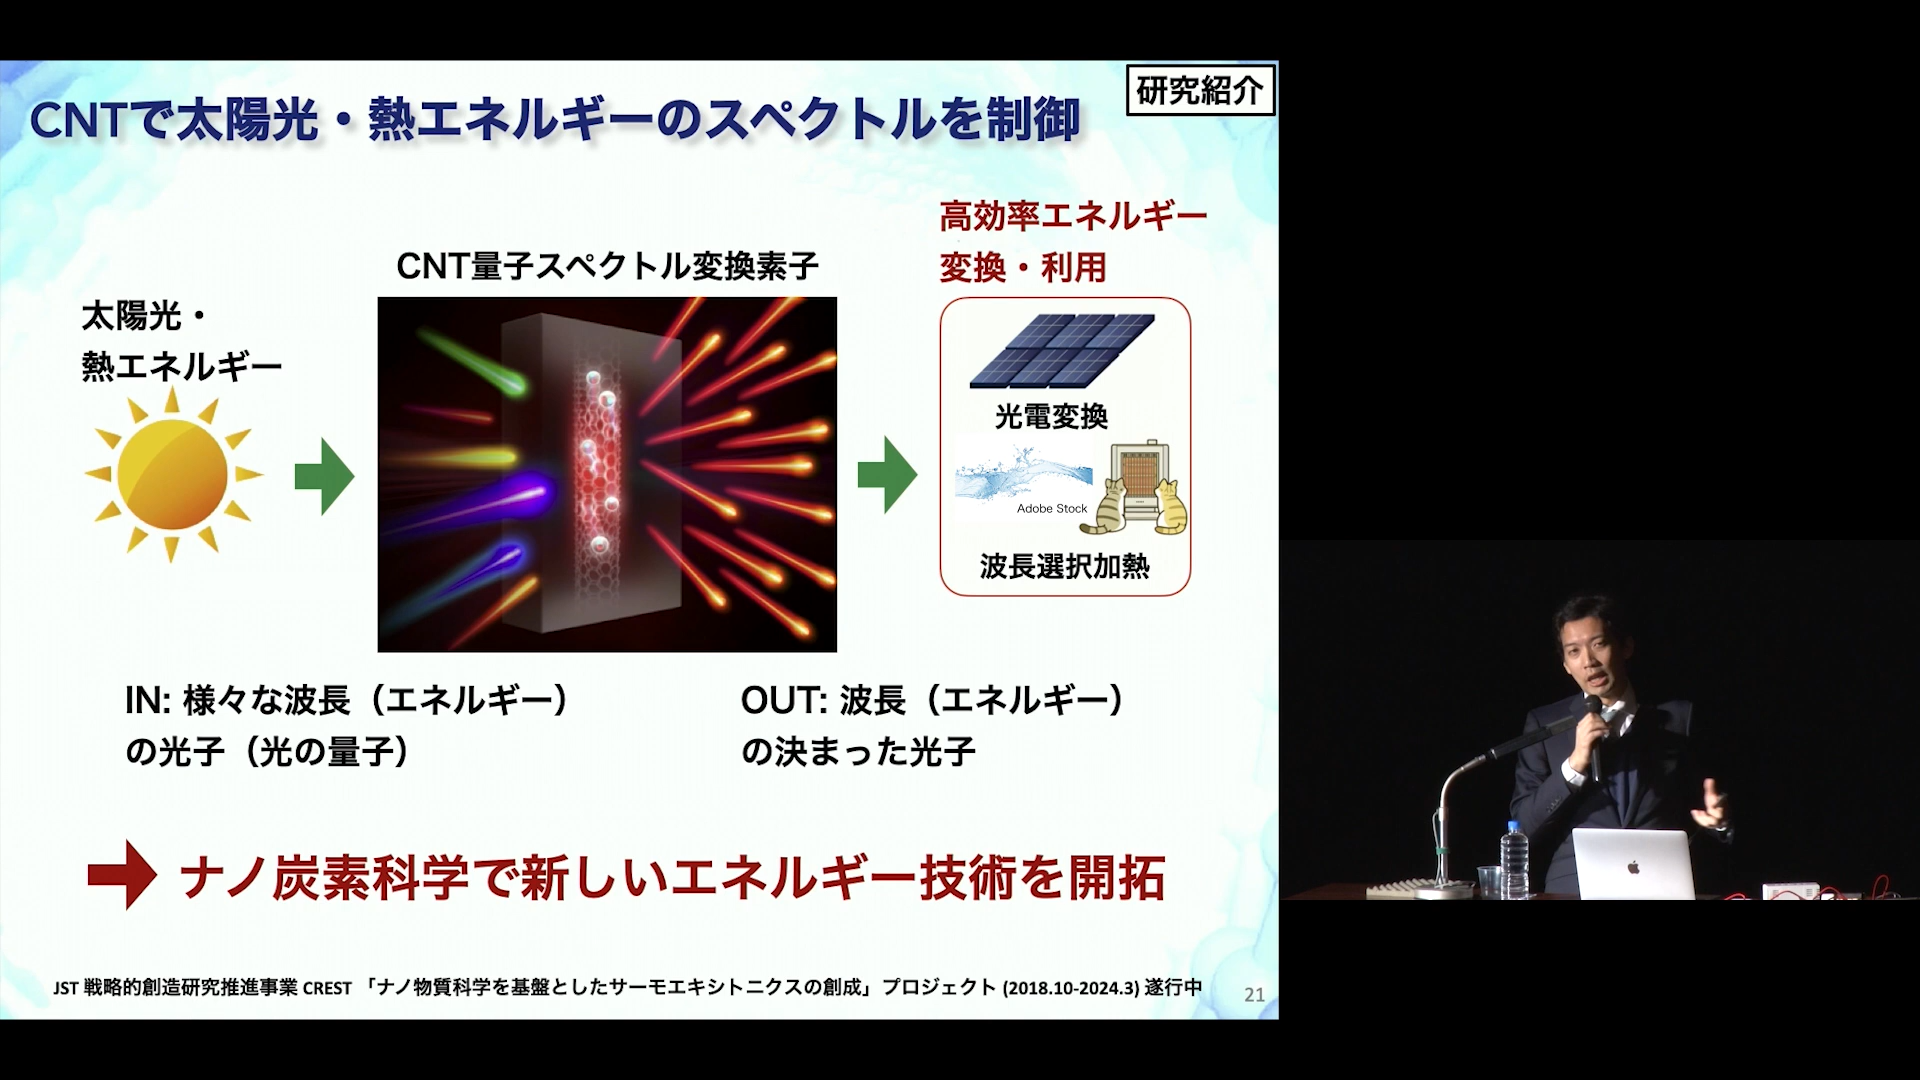 研究紹介
CNTで太陽光・熱エネルギーのスペクトルを制御
高効率エネルギー
変換・利用
CNT量子スペクトル変換素子
太陽光・
熱エネルギー
光電変換
Adobe Stock
波長選択加熱
IN: 様々な波長（エネルギー）
の光子（光の量子）
OUT: 波長（エネルギー）
の決まった光子
ナノ炭素科学で新しいエネルギー技術を開拓
JST 戦略的創造研究推進事業 CREST 「ナノ物質科学を基盤としたサーモエキシトニクスの創成」プロジェクト (2018.10-2024.3) 遂行中
21